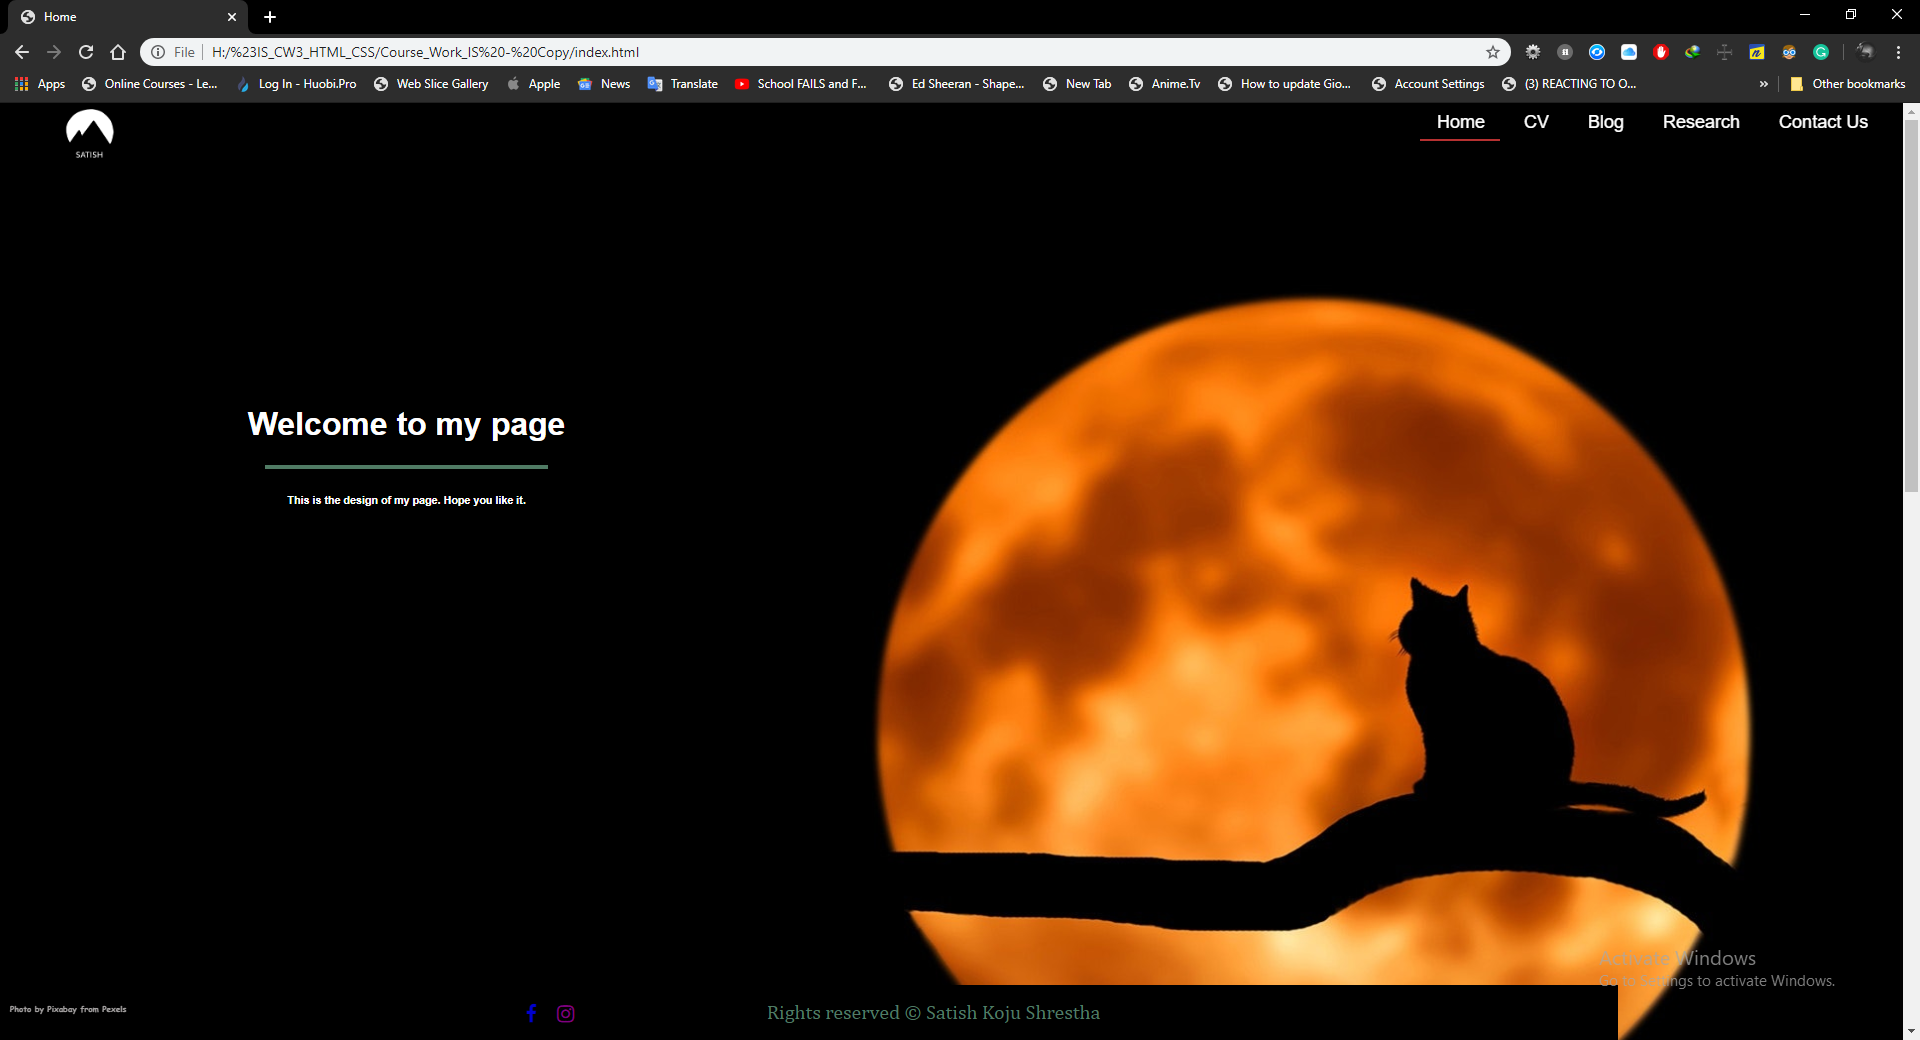 Home
File H:/%23IS_CW3_HTML_CSS/Course_Work_IS%20-%20Copy/index.html
Apps Online Courses - Le... Log In - Huobi.Pro Web Slice Gallery Apple News Translate School FAILS and F... Ed Sheeran - Shape... New Tab Anime.Tv How to update Gio... Account Settings (3) REACTING TO O... » Other bookmarks
SATISH
Home CV Blog Research Contact Us
Welcome to my page
This is the design of my page. Hope you like it.
Activate Windows
Go to Settings to activate Windows.
Photo by Pixabay from Pexels
Rights reserved © Satish Koju Shrestha